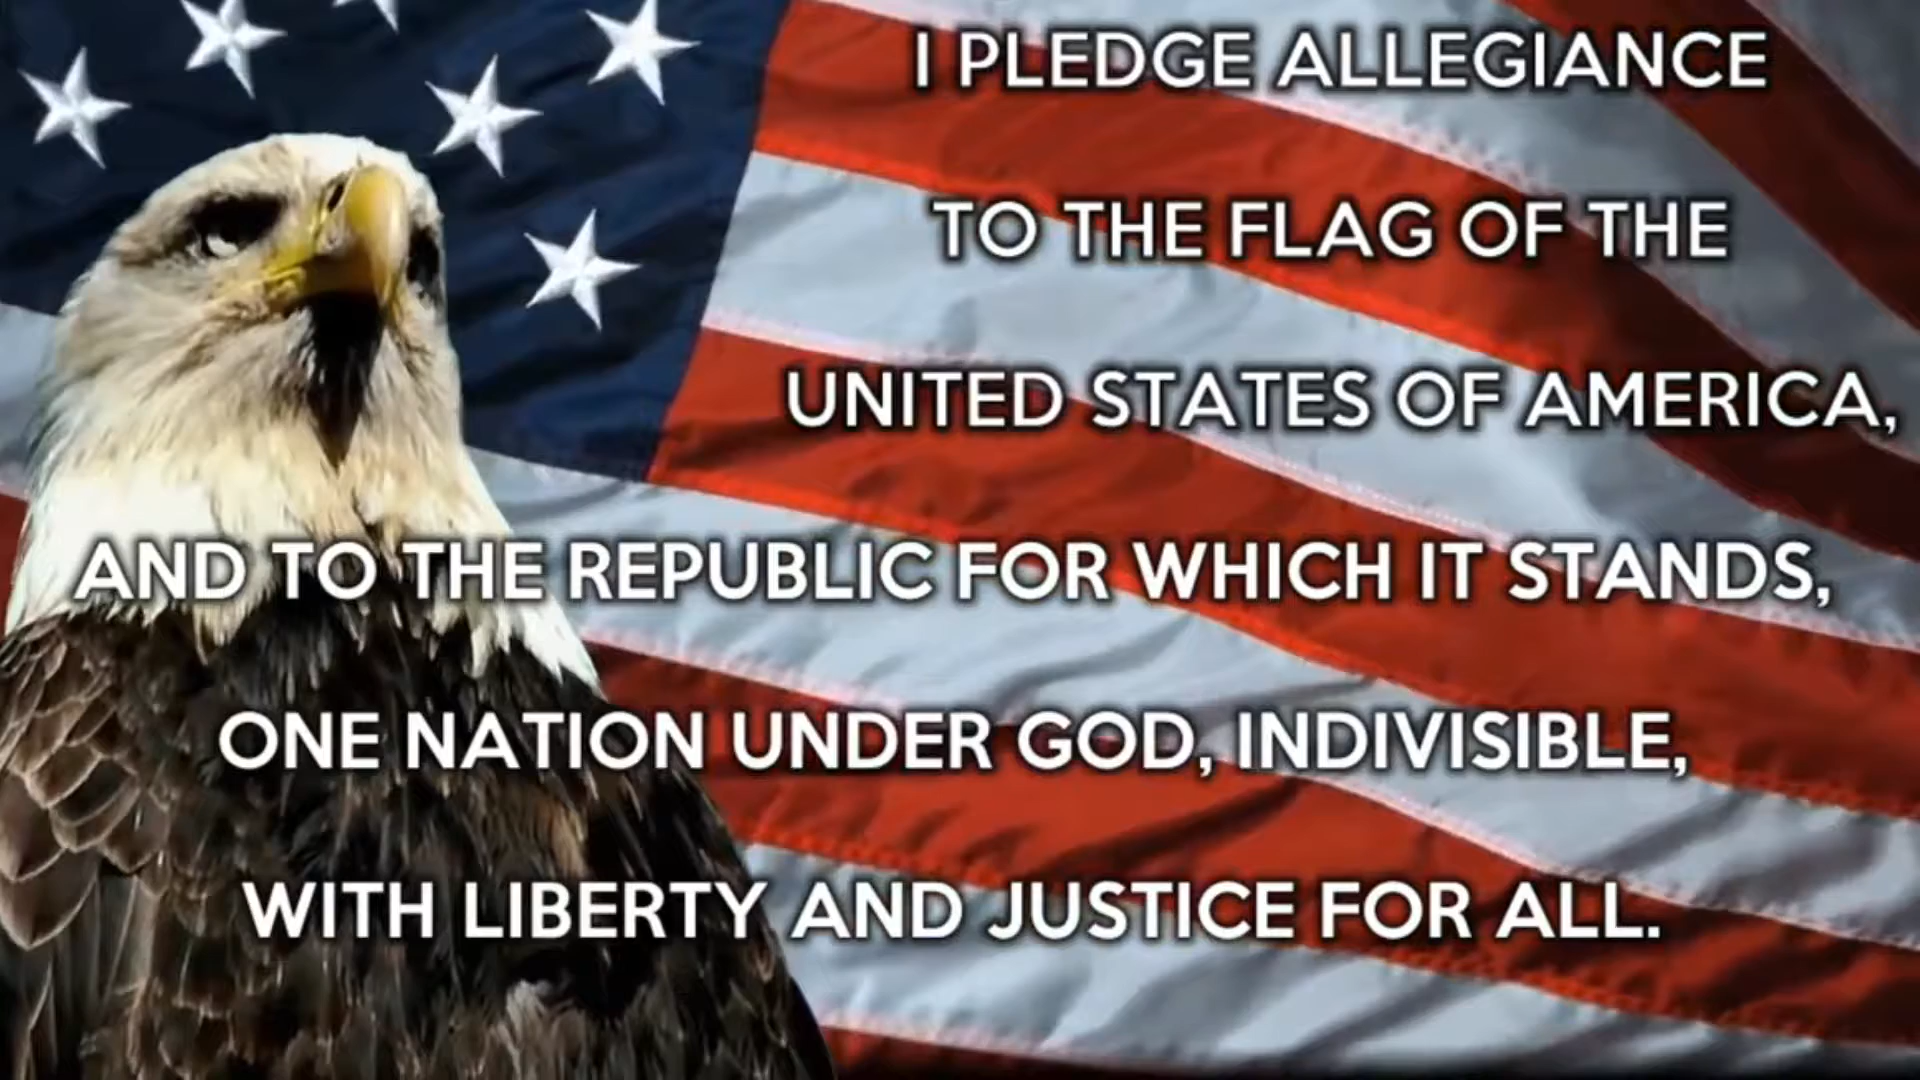 I PLEDGE ALLEGIANCE
TO THE FLAG OF THE
UNITED STATES OF AMERICA,
AND TO THE REPUBLIC FOR WHICH IT STANDS,
ONE NATION UNDER GOD, INDIVISIBLE,
WITH LIBERTY AND JUSTICE FOR ALL.